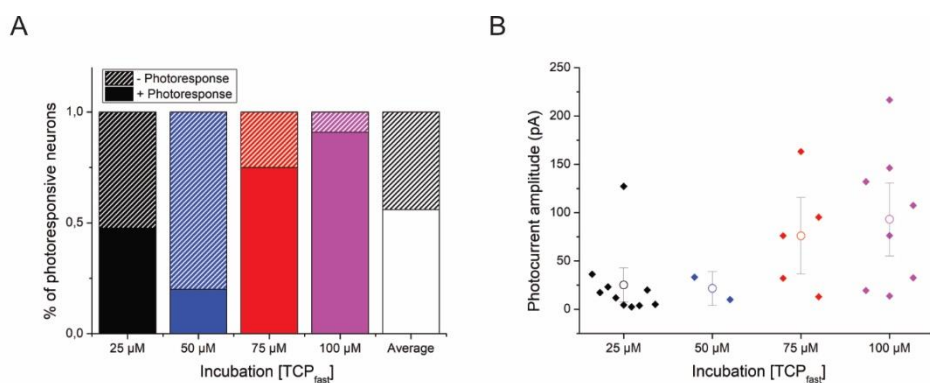 A
- Photoresponse
+ Photoresponse
% of photoresponsive neurons
1,0
0,5
0,0
25 µM 50 µM 75 µM 100 µM Average
Incubation [TCPfast]
B
Photocurrent amplitude (pA)
250
200
150
100
50
0
25 µM 50 µM 75 µM 100 µM
Incubation [TCPfast]